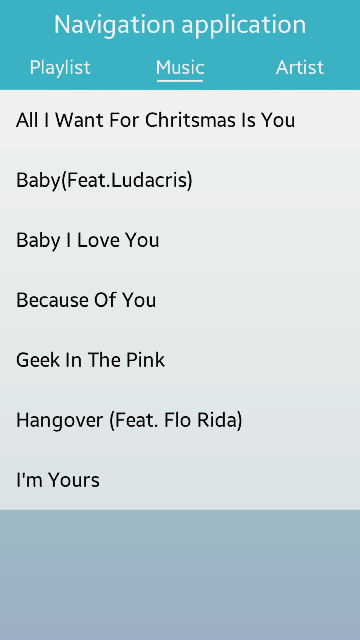 Navigation application
Playlist Music Artist
All I Want For Chritsmas Is You
Baby(Feat.Ludacris)
Baby I Love You
Because Of You
Geek In The Pink
Hangover (Feat. Flo Rida)
I'm Yours